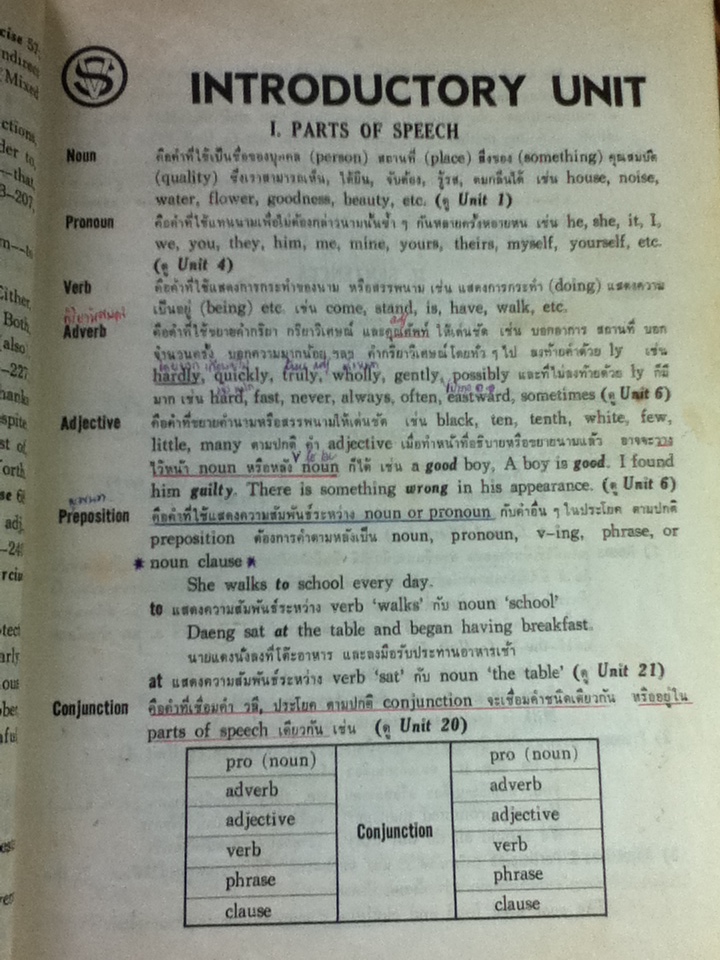 INTRODUCTORY UNIT
I. PARTS OF SPEECH
Noun คือคำที่ใช้เป็นชื่อของบุคคล (person) สถานที่ (place) สิ่งของ (something) คุณสมบัติ
(quality) ซึ่งเราสามารถเห็น, ได้ยิน, จับต้อง, รู้รส, ดมกลิ่นได้ เช่น house, noise,
water, flower, goodness, beauty, etc. (ดู Unit 1)
Pronoun คือคำที่ใช้แทนนามเพื่อไม่ต้องกล่าวนามนั้นซ้ำ ๆ กันหลายครั้งหลายหน เช่น he, she, it, I,
we, you, they, him, me, mine, yours, theirs, myself, yourself, etc.
(ดู Unit 4)
Verb คือคำที่ใช้แสดงการกระทำของนาม หรือสรรพนาม เช่น แสดงการกระทำ (doing) แสดงความ
เป็นอยู่ (being) etc. เช่น come, stand, is, have, walk, etc.
กริยาวิเศษณ์
adj
Adverb คือคำที่ใช้ขยายคำกริยา กริยาวิเศษณ์ และคุณศัพท์ ให้เด่นชัด เช่น บอกอาการ สถานที่ บอก
จำนวนครั้ง บอกความมากน้อย ฯลฯ คำกริยาวิเศษณ์โดยทั่ว ๆ ไป ลงท้ายคำด้วย ly เช่น
hardly, quickly, truly, wholly, gently, possibly และที่ไม่ลงท้ายด้วย ly ก็มี
มาก เช่น hard, fast, never, always, often, eastward, sometimes (ดู Unit 6)
Adjective คือคำที่ขยายคำนามหรือสรรพนามให้เด่นชัด เช่น black, ten, tenth, white, few,
little, many ตามปกติ คำ adjective เมื่อทำหน้าที่อธิบายหรือขยายนามแล้ว อาจจะวาง
V to be
ไว้หน้า noun หรือหลัง noun ก็ได้ เช่น a good boy, A boy is good. I found
him guilty. There is something wrong in his appearance. (ดู Unit 6)
บุพบท
Preposition คือคำที่ใช้แสดงความสัมพันธ์ระหว่าง noun or pronoun กับคำอื่น ๆ ในประโยค ตามปกติ
preposition ต้องการคำตามหลังเป็น noun, pronoun, v-ing, phrase, or
* noun clause *
She walks to school every day.
to แสดงความสัมพันธ์ระหว่าง verb ‘walks’ กับ noun ‘school’
Daeng sat at the table and began having breakfast.
นายแดงนั่งลงที่โต๊ะอาหาร และลงมือรับประทานอาหารเช้า
at แสดงความสัมพันธ์ระหว่าง verb ‘sat’ กับ noun ‘the table’ (ดู Unit 21)
Conjunction คือคำที่เชื่อมคำ วลี, ประโยค ตามปกติ conjunction จะเชื่อมคำชนิดเดียวกัน หรืออยู่ใน
parts of speech เดียวกัน เช่น (ดู Unit 20)
pro (noun)
adverb
adjective
verb
phrase
clause
Conjunction
pro (noun)
adverb
adjective
verb
phrase
clause